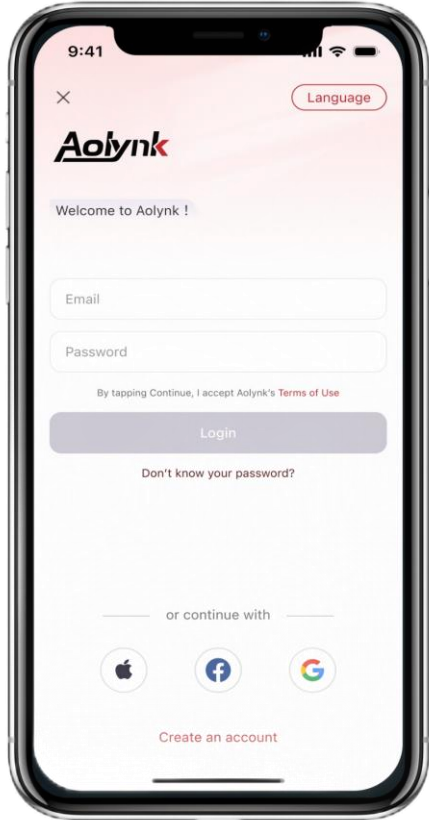 9:41
Language
Aolynk
Welcome to Aolynk !
Email
Password
By tapping Continue, I accept Aolynk's Terms of Use
Login
Don't know your password?
or continue with
Create an account